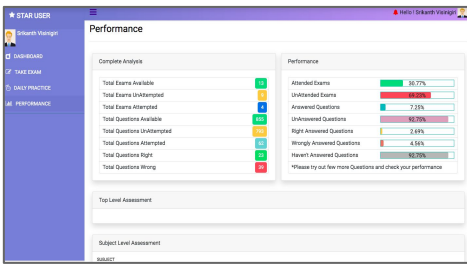 STAR USER
Hello ! Srikanth Vixinigiri
Srikanth Vixinigiri
DASHBOARD
TAKE EXAM
DAILY PRACTICE
PERFORMANCE
Performance
Complete Analysis
Total Exams Available 13
Total Exams UnAttempted 9
Total Exams Attempted 4
Total Questions Available
Total Questions UnAttempted
Total Questions Attempted 62
Total Questions Right 23
Total Questions Wrong 39
Performance
Attended Exams 30.77%
UnAttended Exams 69.23%
Answered Questions 7.25%
UnAnswered Questions 92.75%
Right Answered Questions 2.69%
Wrongly Answered Questions 4.56%
Haven't Answered Questions 92.75%
*Please try out few more Questions and check your performance
Top Level Assessment
Subject Level Assessment
SUBJECT